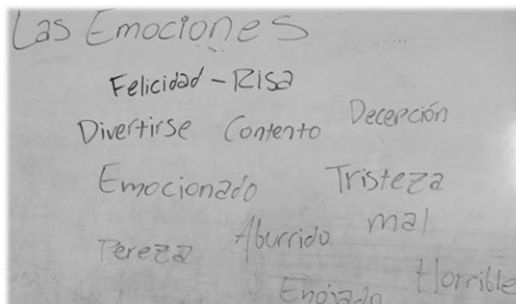 Las Emociones
Felicidad - Risa
Divertirse Contento Decepción
Emocionado Tristeza
Pereza Aburrido mal
Enojado Horrible